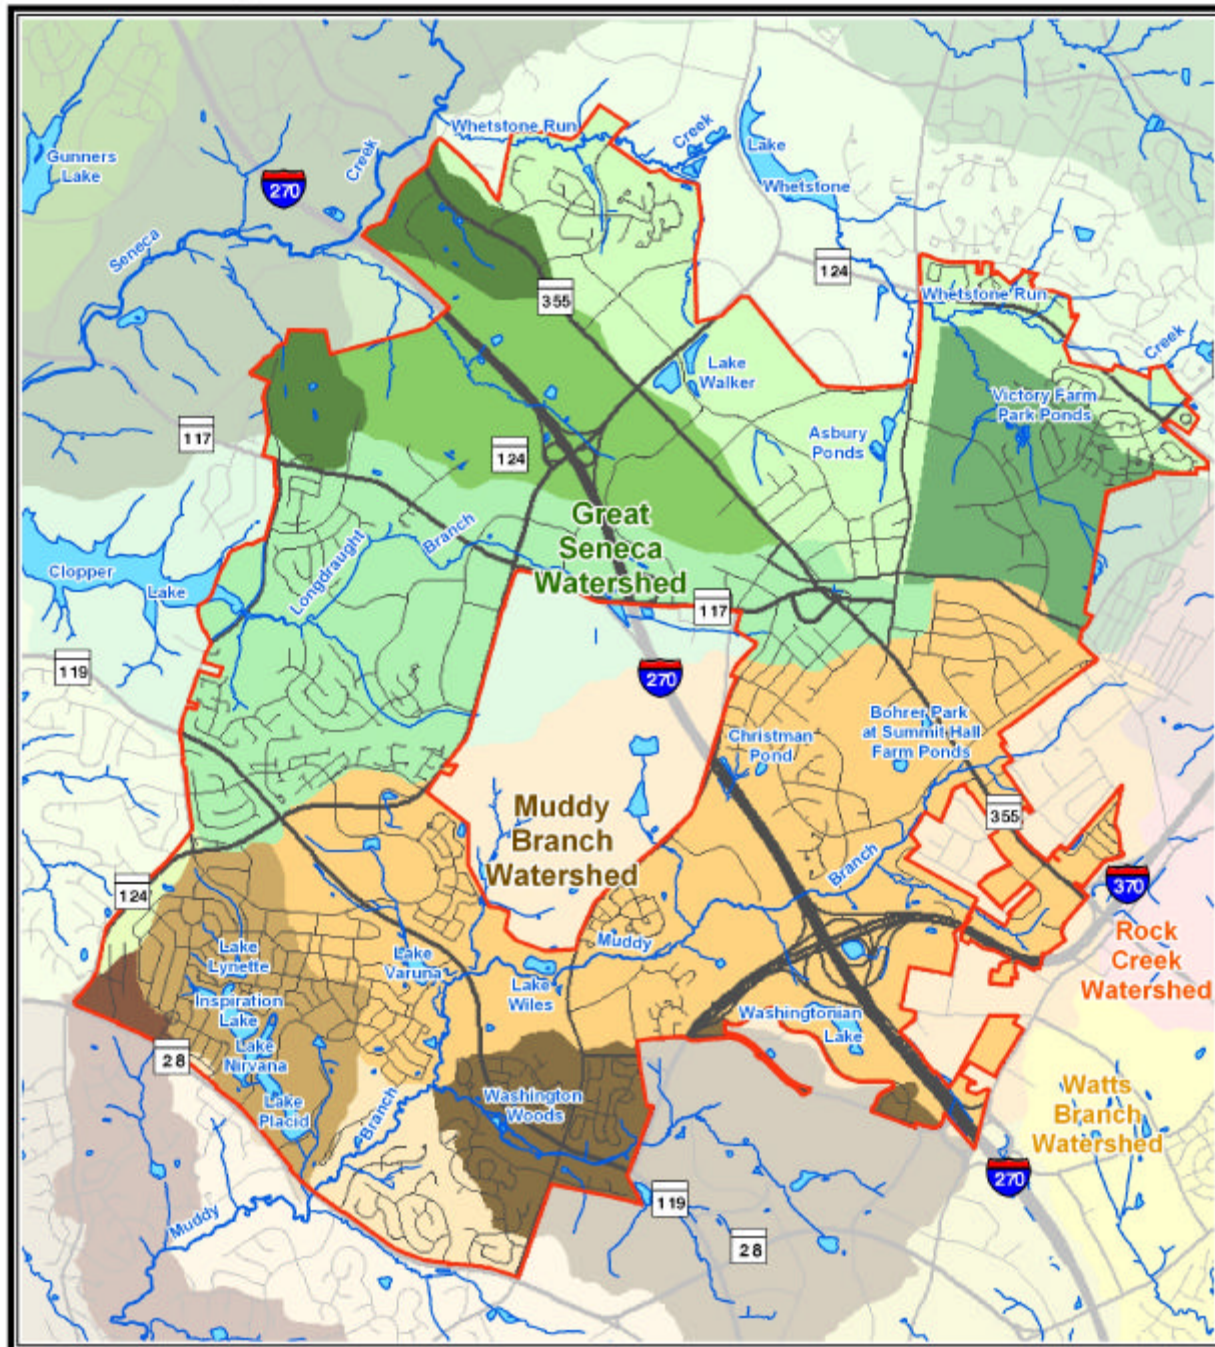 Whetstone Run
Creek
Lake
Whetstone
Gunners
Lake
270
Creek
Seneca
124
355
Whetstone Run
Creek
Lake
Walker
Victory Farm
Park Ponds
Asbury
Ponds
117
124
Great
Seneca
Watershed
Branch
Longdraught
Clopper
Lake
117
119
270
Christman
Pond
Bohrer Park
at Summit Hall
Farm Ponds
Muddy
Branch
Watershed
355
Branch
370
124
Rock
Creek
Watershed
Lake
Lynette
Lake
Varuna
Muddy
Inspiration
Lake
Lake
Wiles
Washingtonian
Lake
Lake
Nirvana
28
Lake
Placid
Branch
Washington
Woods
Watts
Branch
Watershed
270
119
Muddy
28